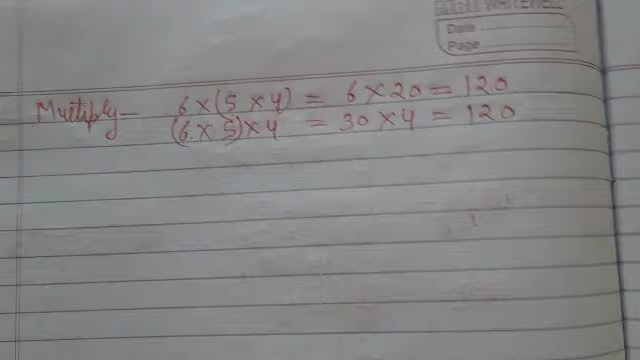 Date
Page
Multiply— 6 × (5 × 4) = 6 × 20 = 120
(6 × 5) × 4 = 30 × 4 = 120